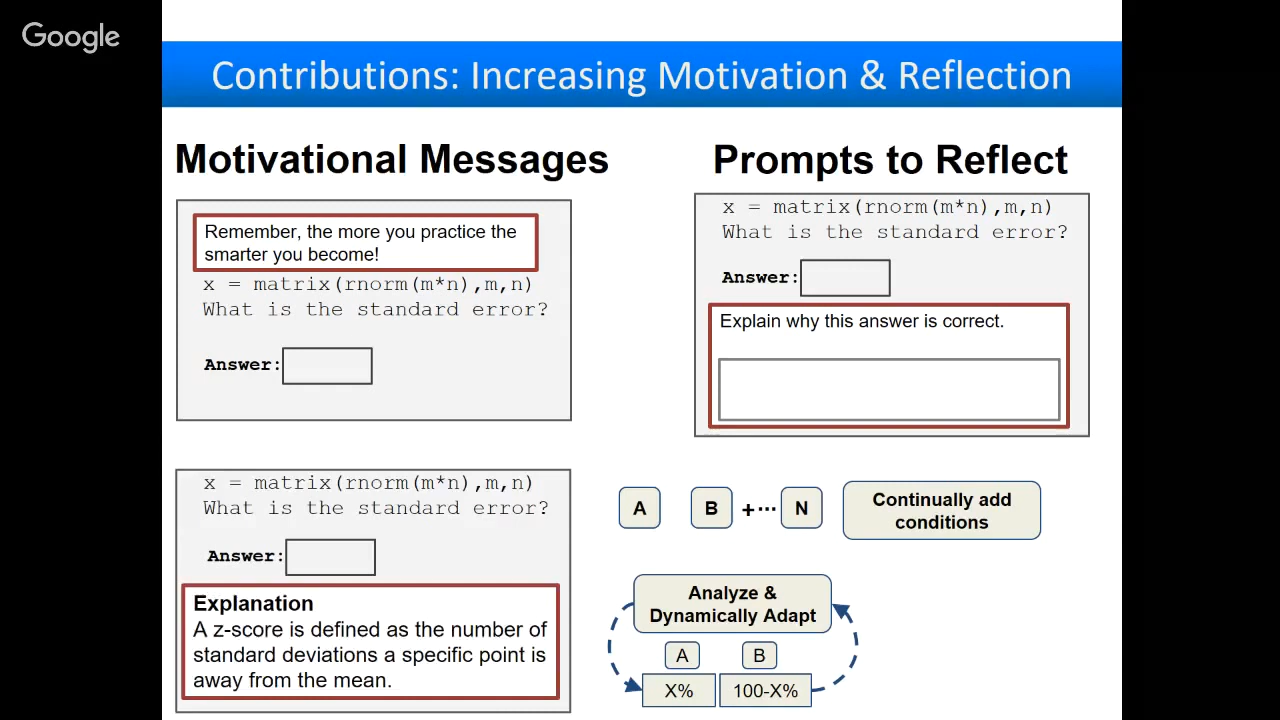 Google
Contributions: Increasing Motivation & Reflection
Motivational Messages
Remember, the more you practice the
smarter you become!
x = matrix(rnorm(m*n),m,n)
What is the standard error?
Answer:
Prompts to Reflect
x = matrix(rnorm(m*n),m,n)
What is the standard error?
Answer:
Explain why this answer is correct.
x = matrix(rnorm(m*n),m,n)
What is the standard error?
Answer:
Explanation
A z-score is defined as the number of
standard deviations a specific point is
away from the mean.
A B +··· N
Continually add
conditions
Analyze &
Dynamically Adapt
A B
X% 100-X%